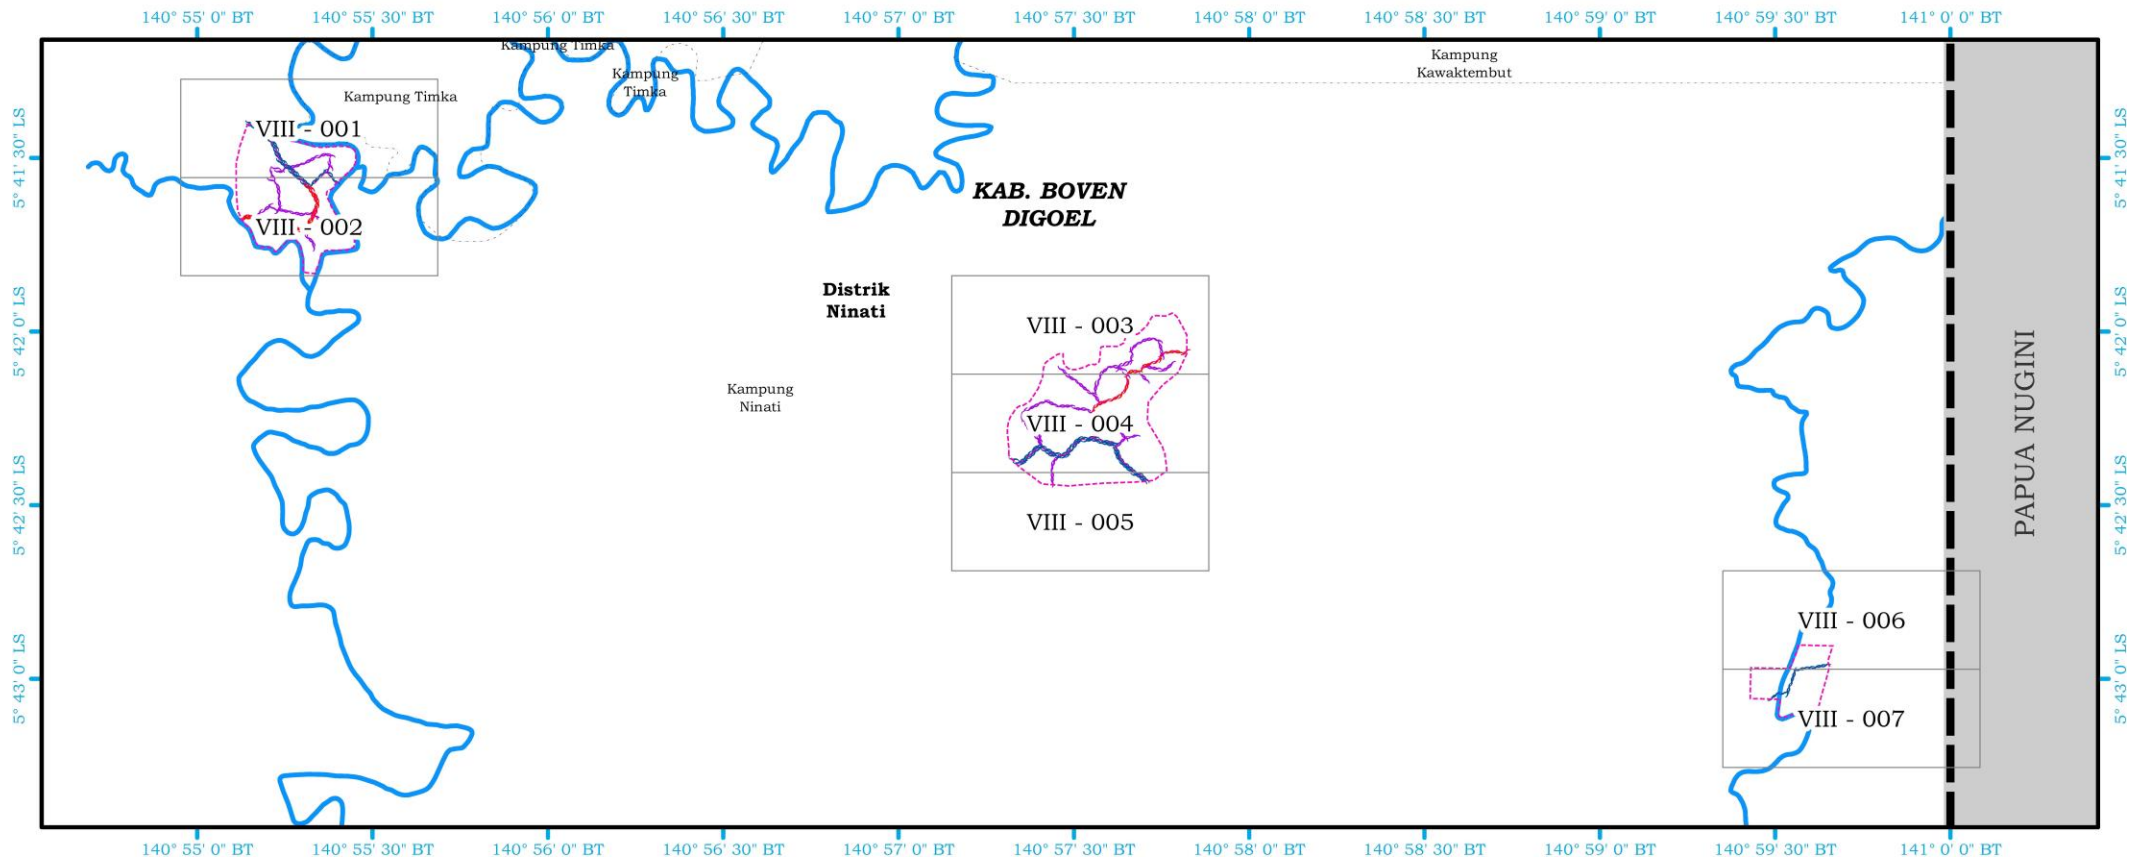 140° 55' 0" BT
140° 55' 30" BT
140° 56' 0" BT
140° 56' 30" BT
140° 57' 0" BT
140° 57' 30" BT
140° 58' 0" BT
140° 58' 30" BT
140° 59' 0" BT
140° 59' 30" BT
141° 0' 0" BT
Kampung Timka
Kampung
Timka
Kampung Timka
Kampung
Kawaktembut
5° 41' 30" LS
5° 41' 30" LS
VIII - 001
VIII - 002
KAB. BOVEN
DIGOEL
Distrik
Ninati
5° 42' 0" LS
5° 42' 0" LS
VIII - 003
Kampung
Ninati
VIII - 004
PAPUA NUGINI
5° 42' 30" LS
5° 42' 30" LS
VIII - 005
VIII - 006
5° 43' 0" LS
5° 43' 0" LS
VIII - 007
140° 55' 0" BT
140° 55' 30" BT
140° 56' 0" BT
140° 56' 30" BT
140° 57' 0" BT
140° 57' 30" BT
140° 58' 0" BT
140° 58' 30" BT
140° 59' 0" BT
140° 59' 30" BT
141° 0' 0" BT